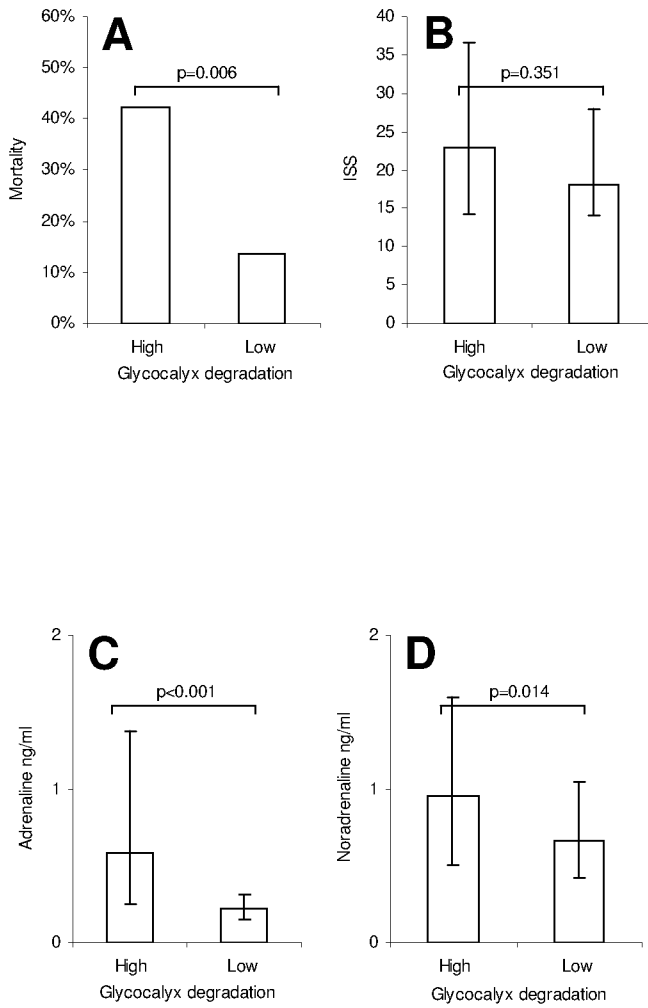 A
p=0.006
Mortality
60%
50%
40%
30%
20%
10%
0%
High Low
Glycocalyx degradation
B
p=0.351
ISS
40
35
30
25
20
15
10
5
0
High Low
Glycocalyx degradation
C
p<0.001
Adrenaline ng/ml
2
1
0
High Low
Glycocalyx degradation
D
p=0.014
Noradrenaline ng/ml
2
1
0
High Low
Glycocalyx degradation